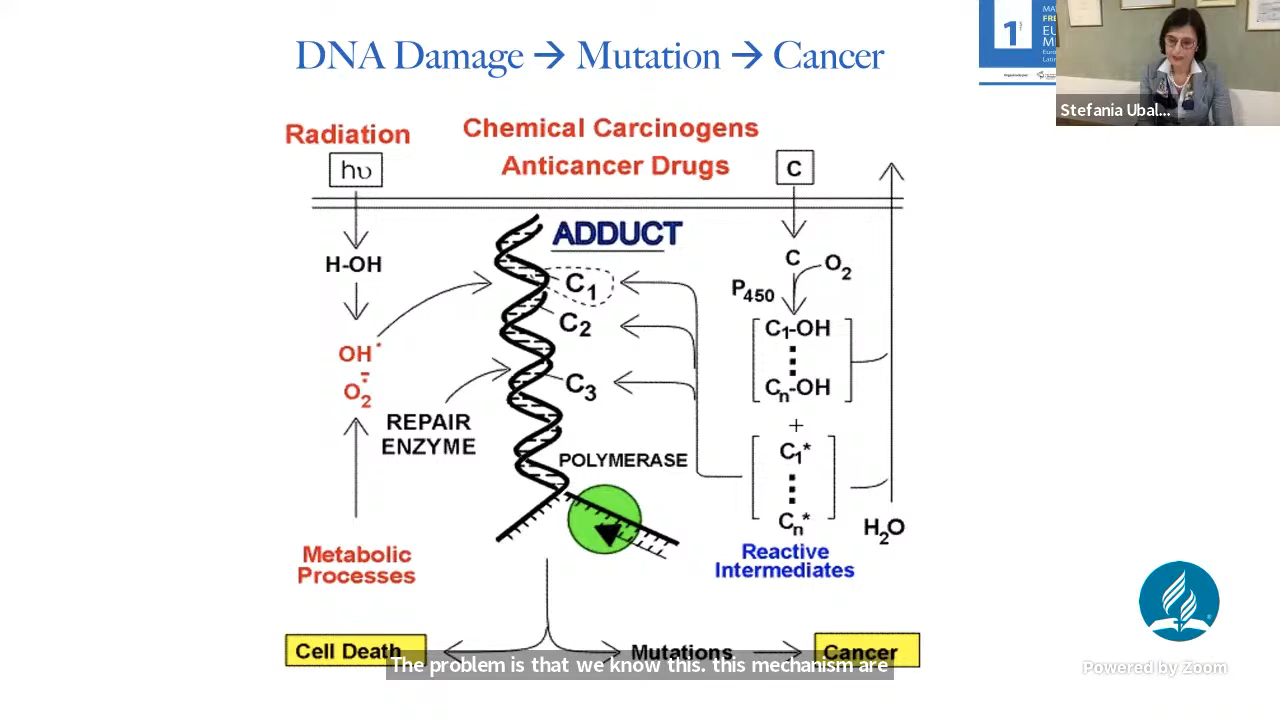 DNA Damage → Mutation → Cancer
Radiation
hυ
Chemical Carcinogens
Anticancer Drugs
C
H-OH
ADDUCT
C
O2
P450
C1
C1-OH
C2
OH·
Cn-OH
C3
O2·̄
REPAIR
ENZYME
+
C1*
POLYMERASE
Cn*
H2O
Metabolic
Processes
Reactive
Intermediates
Cell Death
Mutations
Cancer
The problem is that we know this. this mechanism are
1
Stefania Ubal...
Powered by Zoom